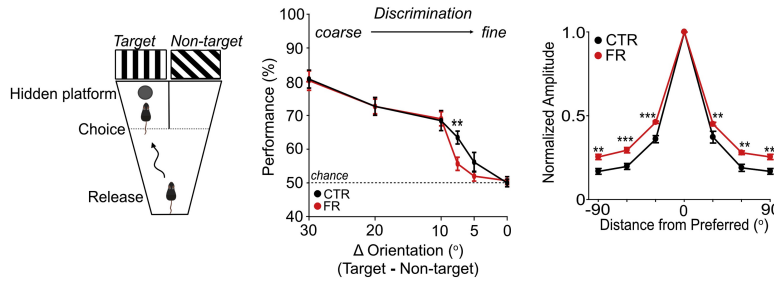 Target Non-target
Hidden platform
Choice
Release
Discrimination
coarse fine
Performance (%)
100
90
80
70
60
50
40
**
chance
CTR
FR
30 20 10 5 0
Δ Orientation (o)
(Target - Non-target)
Normalized Amplitude
1.0
0.5
0
CTR
FR
** *** *** ** ** **
-90 0 90
Distance from Preferred (o)